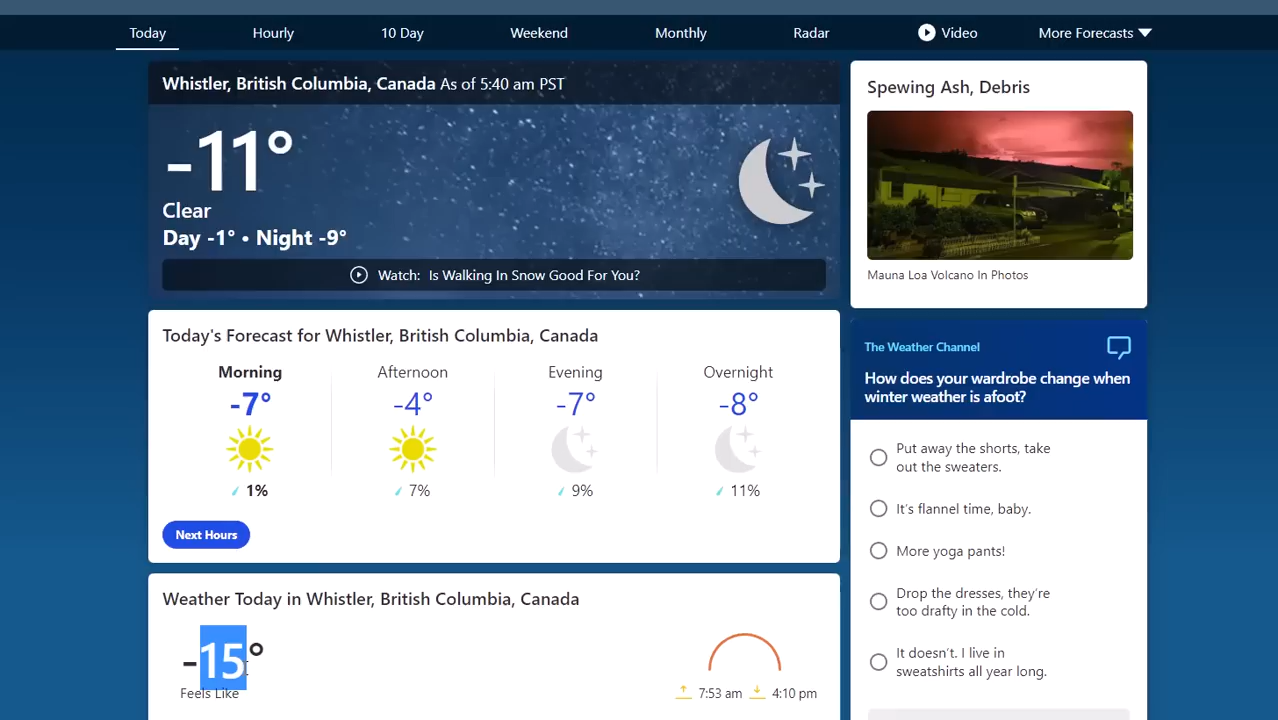 Today
Hourly
10 Day
Weekend
Monthly
Radar
Video
More Forecasts
Whistler, British Columbia, Canada As of 5:40 am PST
-11°
Clear
Day -1° • Night -9°
Watch: Is Walking In Snow Good For You?
Spewing Ash, Debris
Mauna Loa Volcano In Photos
Today's Forecast for Whistler, British Columbia, Canada
Morning
Afternoon
Evening
Overnight
-7°
-4°
-7°
-8°
1%
7%
9%
11%
Next Hours
The Weather Channel
How does your wardrobe change when
winter weather is afoot?
Put away the shorts, take
out the sweaters.
It's flannel time, baby.
More yoga pants!
Drop the dresses, they're
too drafty in the cold.
It doesn't. I live in
sweatshirts all year long.
Weather Today in Whistler, British Columbia, Canada
-15°
Feels Like
7:53 am
4:10 pm